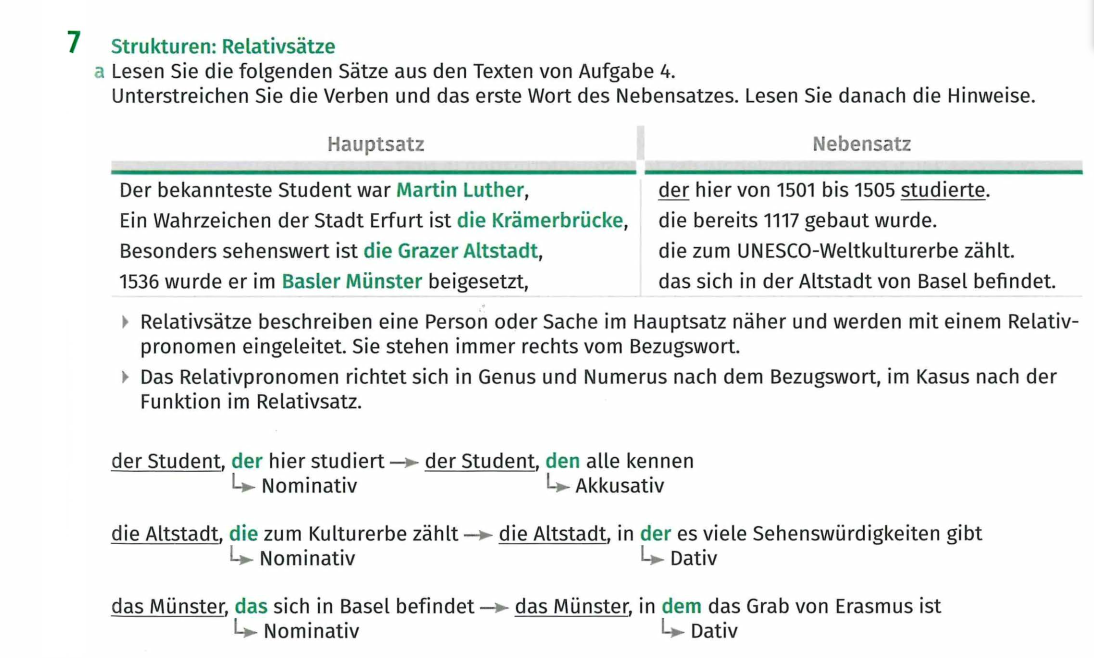 7 Strukturen: Relativsätze
a Lesen Sie die folgenden Sätze aus den Texten von Aufgabe 4.
Unterstreichen Sie die Verben und das erste Wort des Nebensatzes. Lesen Sie danach die Hinweise.
Hauptsatz Nebensatz
Der bekannteste Student war Martin Luther, der hier von 1501 bis 1505 studierte.
Ein Wahrzeichen der Stadt Erfurt ist die Krämerbrücke, die bereits 1117 gebaut wurde.
Besonders sehenswert ist die Grazer Altstadt, die zum UNESCO-Weltkulturerbe zählt.
1536 wurde er im Basler Münster beigesetzt, das sich in der Altstadt von Basel befindet.
Relativsätze beschreiben eine Person oder Sache im Hauptsatz näher und werden mit einem Relativ-
pronomen eingeleitet. Sie stehen immer rechts vom Bezugswort.
Das Relativpronomen richtet sich in Genus und Numerus nach dem Bezugswort, im Kasus nach der
Funktion im Relativsatz.
der Student, der hier studiert → der Student, den alle kennen
Nominativ Akkusativ
die Altstadt, die zum Kulturerbe zählt → die Altstadt, in der es viele Sehenswürdigkeiten gibt
Nominativ Dativ
das Münster, das sich in Basel befindet → das Münster, in dem das Grab von Erasmus ist
Nominativ Dativ